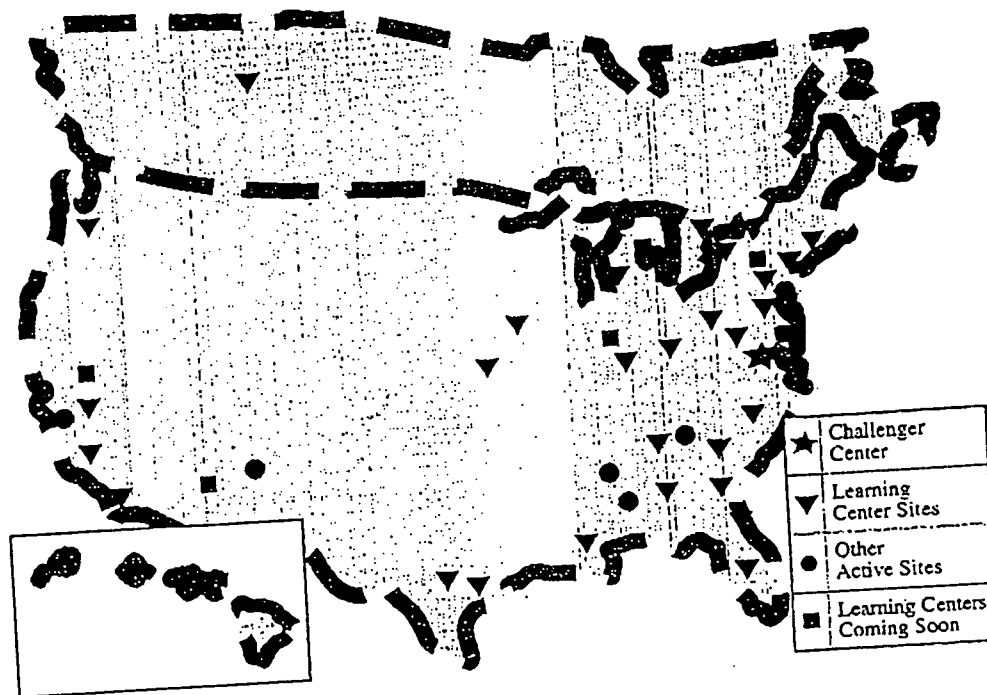 Challenger
Center
Learning
Center Sites
Other
Active Sites
Learning Centers
Coming Soon